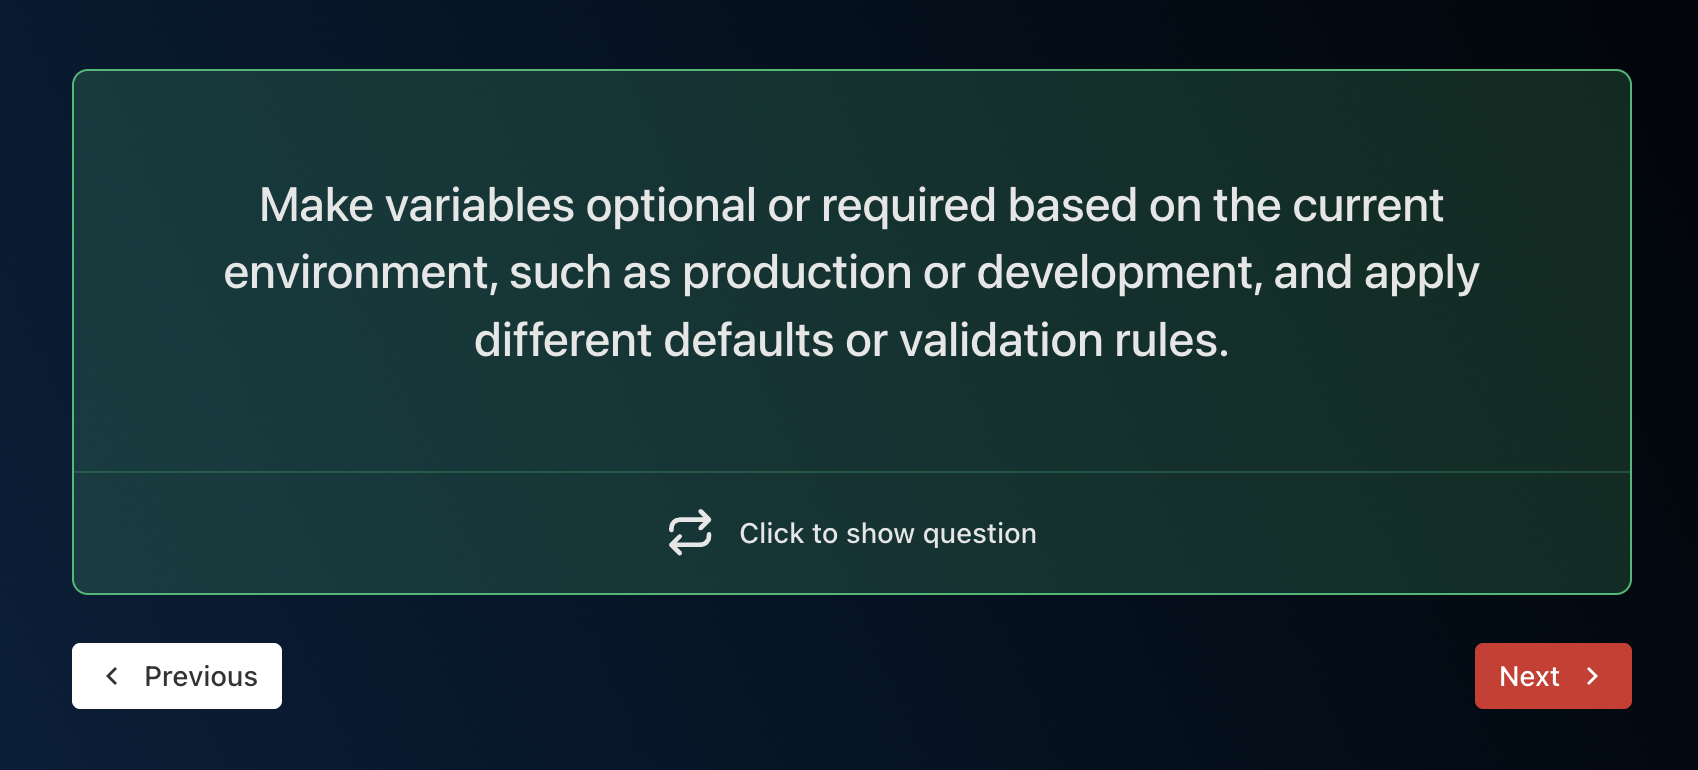 Make variables optional or required based on the current
environment, such as production or development, and apply
different defaults or validation rules.
Click to show question
Previous
Next